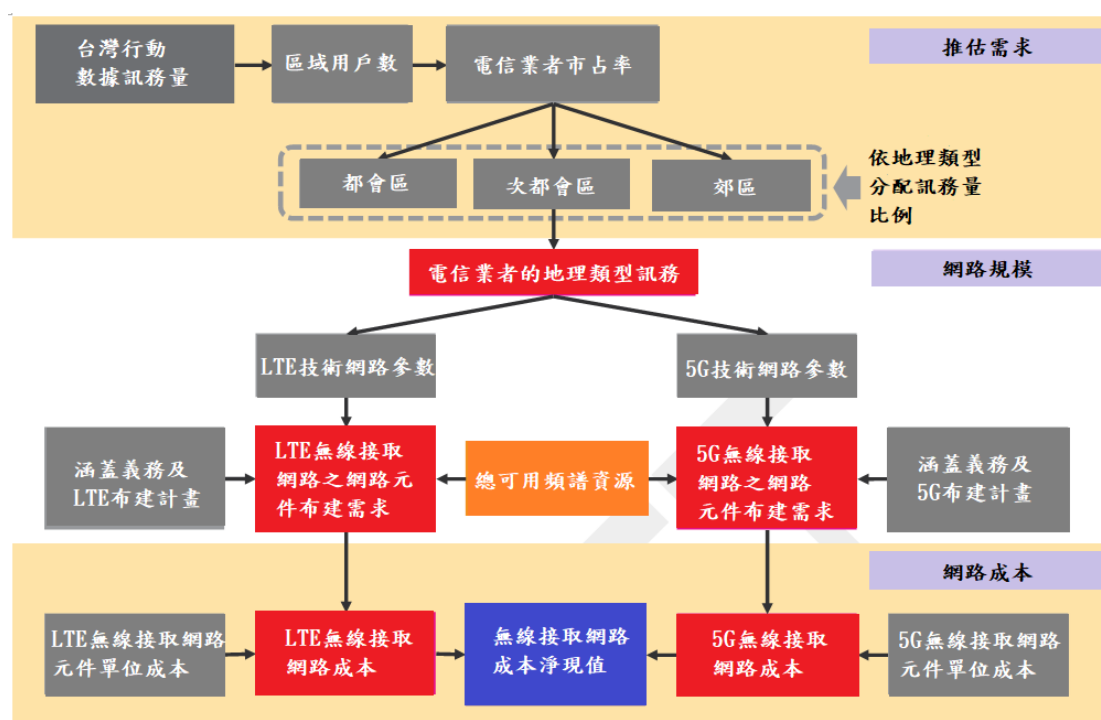 台灣行動
數據訊務量
區域用戶數
電信業者市占率
推估需求
都會區
次都會區
郊區
依地理類型
分配訊務量
比例
電信業者的地理類型訊務
網路規模
LTE技術網路參數
5G技術網路參數
涵蓋義務及
LTE布建計畫
LTE無線接取
網路之網路元
件布建需求
總可用頻譜資源
5G無線接取
網路之網路
元件布建需求
涵蓋義務及
5G布建計畫
網路成本
LTE無線接取網路
元件單位成本
LTE無線接取
網路成本
無線接取網路
成本淨現值
5G無線接取
網路成本
5G無線接取網路
元件單位成本